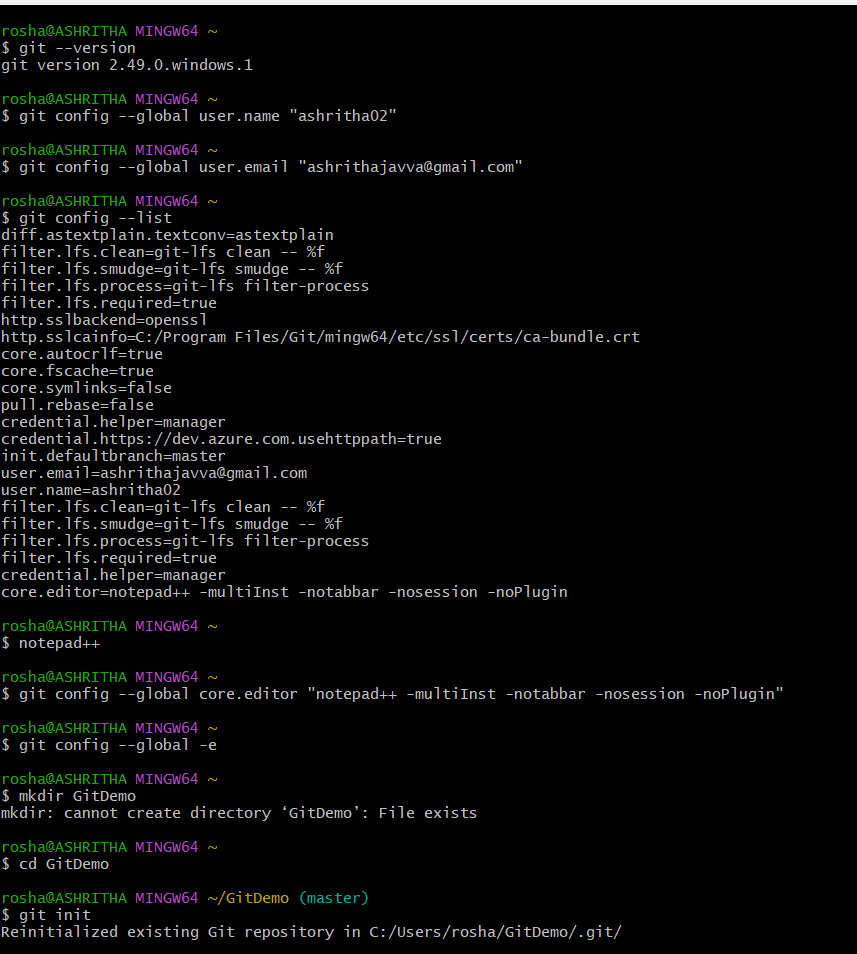 rosha@ASHRITHA MINGW64 ~
$ git --version
git version 2.49.0.windows.1
rosha@ASHRITHA MINGW64 ~
$ git config --global user.name "ashritha02"
rosha@ASHRITHA MINGW64 ~
$ git config --global user.email "ashrithajavva@gmail.com"
rosha@ASHRITHA MINGW64 ~
$ git config --list
diff.astextplain.textconv=astextplain
filter.lfs.clean=git-lfs clean -- %f
filter.lfs.smudge=git-lfs smudge -- %f
filter.lfs.process=git-lfs filter-process
filter.lfs.required=true
http.sslbackend=openssl
http.sslcainfo=C:/Program Files/Git/mingw64/etc/ssl/certs/ca-bundle.crt
core.autocrlf=true
core.fscache=true
core.symlinks=false
pull.rebase=false
credential.helper=manager
credential.https://dev.azure.com.usehttppath=true
init.defaultbranch=master
user.email=ashrithajavva@gmail.com
user.name=ashritha02
filter.lfs.clean=git-lfs clean -- %f
filter.lfs.smudge=git-lfs smudge -- %f
filter.lfs.process=git-lfs filter-process
filter.lfs.required=true
credential.helper=manager
core.editor=notepad++ -multiInst -notabbar -nosession -noPlugin
rosha@ASHRITHA MINGW64 ~
$ notepad++
rosha@ASHRITHA MINGW64 ~
$ git config --global core.editor "notepad++ -multiInst -notabbar -nosession -noPlugin"
rosha@ASHRITHA MINGW64 ~
$ git config --global -e
rosha@ASHRITHA MINGW64 ~
$ mkdir GitDemo
mkdir: cannot create directory ‘GitDemo’: File exists
rosha@ASHRITHA MINGW64 ~
$ cd GitDemo
rosha@ASHRITHA MINGW64 ~/GitDemo (master)
$ git init
Reinitialized existing Git repository in C:/Users/rosha/GitDemo/.git/